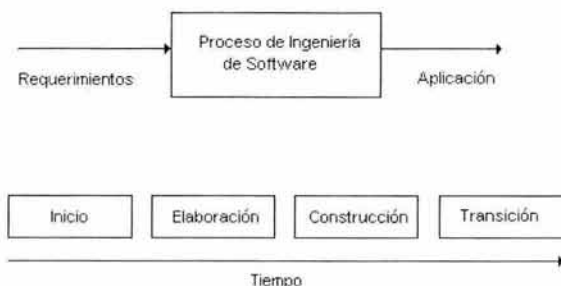 Proceso de Ingeniería
de Software
Requerimientos
Aplicación
Inicio
Elaboración
Construcción
Transición
Tiempo